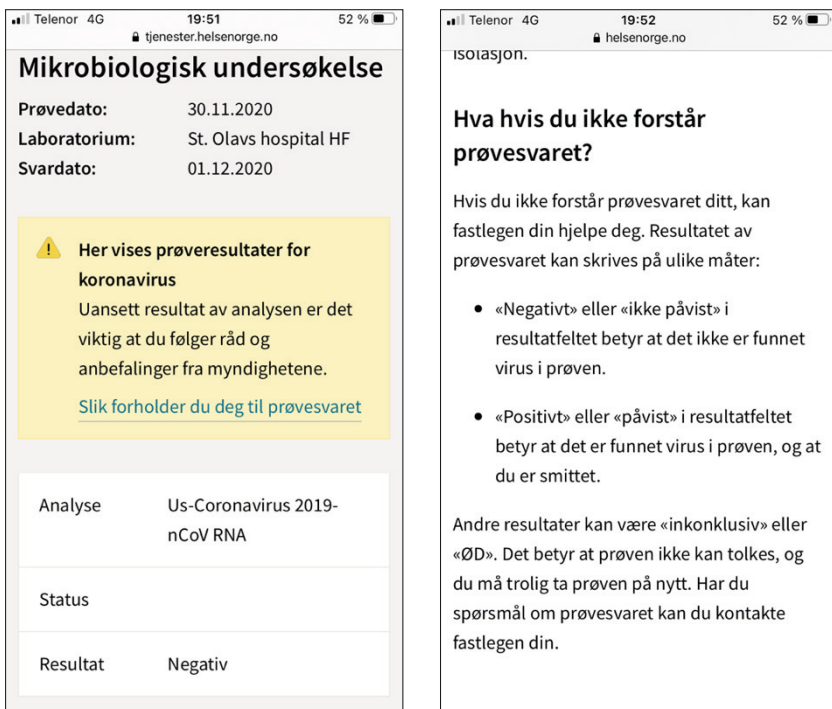 Telenor 4G 19:51 52 %
tjenester.helsenorge.no
Mikrobiologisk undersøkelse
Prøvedato: 30.11.2020
Laboratorium: St. Olavs hospital HF
Svardato: 01.12.2020
Her vises prøveresultater for
koronavirus
Uansett resultat av analysen er det
viktig at du følger råd og
anbefalinger fra myndighetene.
Slik forholder du deg til prøvesvaret
Analyse Us-Coronavirus 2019-
nCoV RNA
Status
Resultat Negativ
Telenor 4G 19:52 52 %
helsenorge.no
isolasjon.
Hva hvis du ikke forstår
prøvesvaret?
Hvis du ikke forstår prøvesvaret ditt, kan
fastlegen din hjelpe deg. Resultatet av
prøvesvaret kan skrives på ulike måter:
• «Negativt» eller «ikke påvist» i
resultatfeltet betyr at det ikke er funnet
virus i prøven.
• «Positivt» eller «påvist» i resultatfeltet
betyr at det er funnet virus i prøven, og at
du er smittet.
Andre resultater kan være «inkonklusiv» eller
«ØD». Det betyr at prøven ikke kan tolkes, og
du må trolig ta prøven på nytt. Har du
spørsmål om prøvesvaret kan du kontakte
fastlegen din.